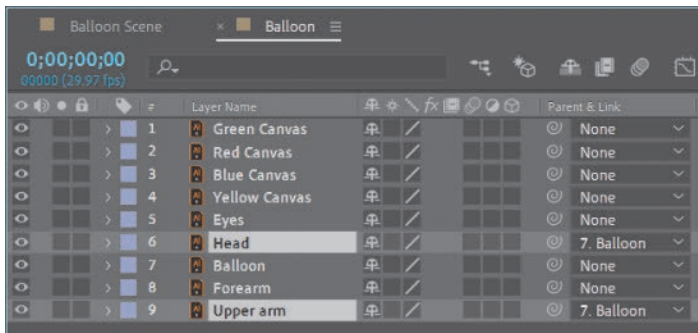 Balloon Scene × Balloon
0;00;00;00
00000 (29.97 fps)
# Layer Name fx Parent & Link
1 Green Canvas None
2 Red Canvas None
3 Blue Canvas None
4 Yellow Canvas None
5 Eyes None
6 Head 7. Balloon
7 Balloon None
8 Forearm None
9 Upper arm 7. Balloon